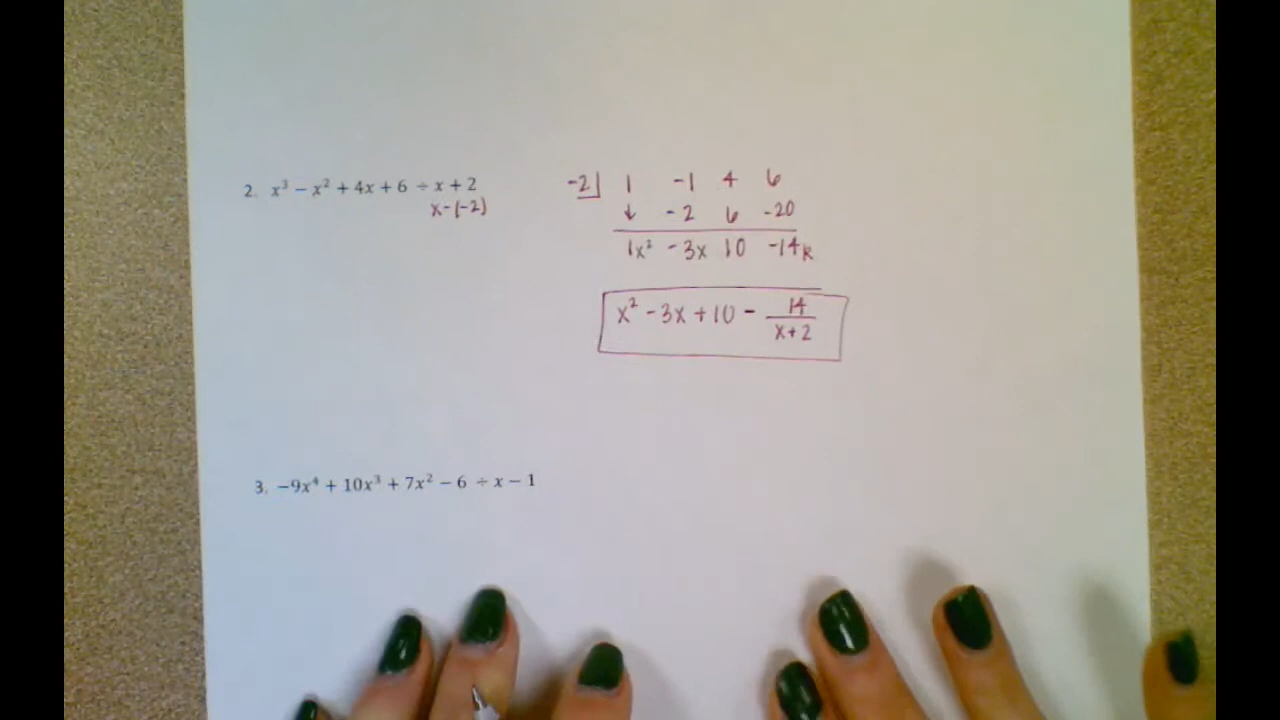 2. x³ − x² + 4x + 6 ÷ x + 2
x-(-2)
-2| 1 -1 4 6
↓ -2 6 -20
1x² -3x 10 -14R
x² - 3x + 10 - 14/(x+2)
3. −9x⁴ + 10x³ + 7x² − 6 ÷ x − 1